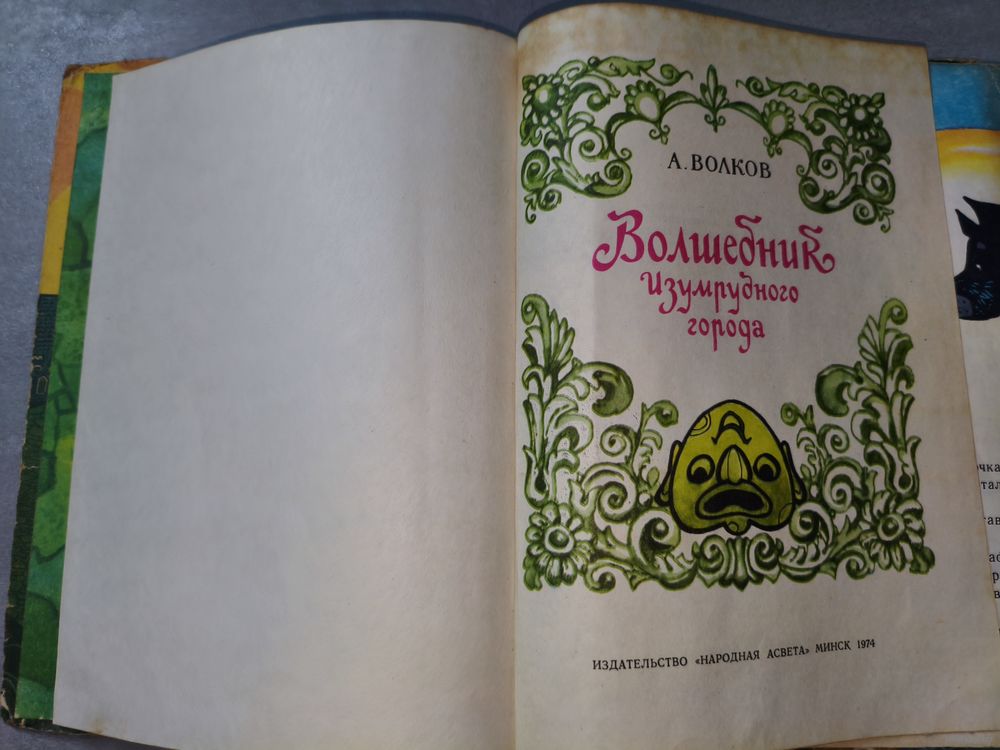 А. ВОЛКОВ
Волшебник
Изумрудного
города
ИЗДАТЕЛЬСТВО «НАРОДНАЯ АСВЕТА» МИНСК 1974